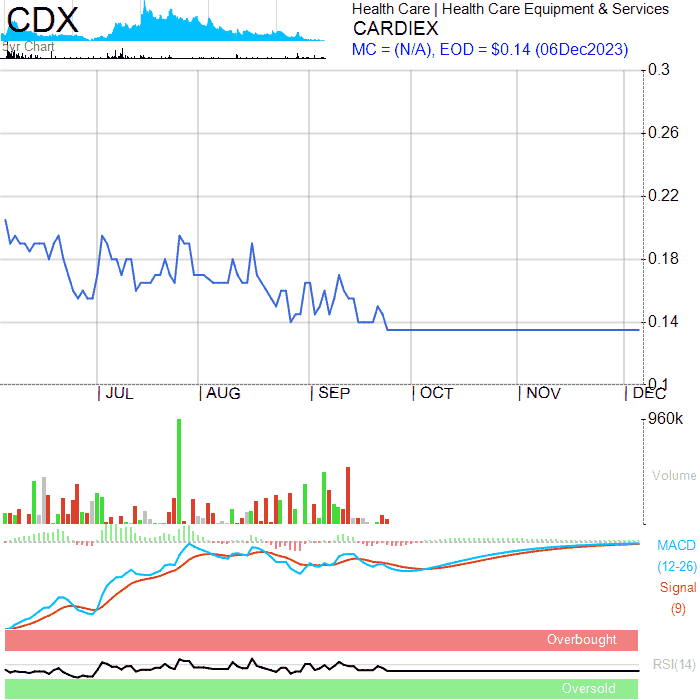 CDX
5yr Chart
Health Care | Health Care Equipment & Services
CARDIEX
MC = (N/A), EOD = $0.14 (06Dec2023)
0.3
0.26
0.22
0.18
0.14
0.1
JUL AUG SEP OCT NOV DEC
960k
Volume
MACD
(12-26)
Signal
(9)
Overbought
RSI(14)
Oversold